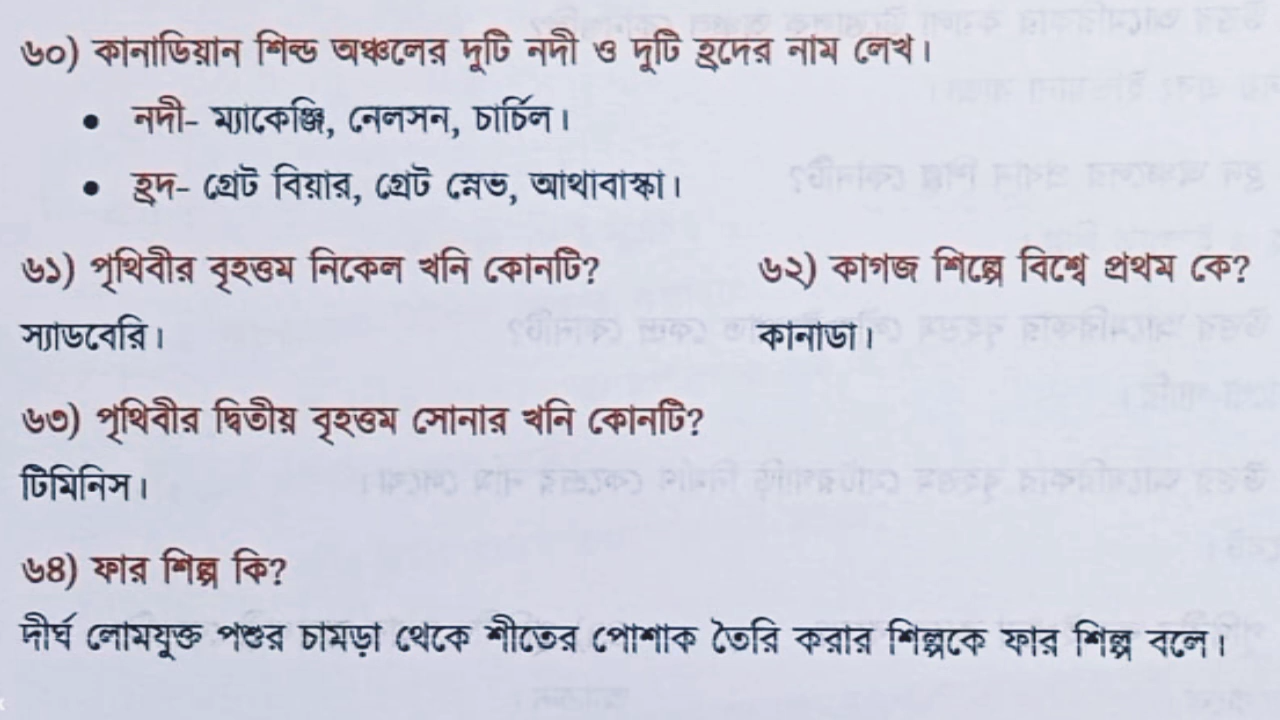 ৬০) কানাডিয়ান শিল্ড অঞ্চলের দুটি নদী ও দুটি হ্রদের নাম লেখ।
• নদী- ম্যাকেঞ্জি, নেলসন, চার্চিল।
• হ্রদ- গ্রেট বিয়ার, গ্রেট স্লেভ, আথাবাস্কা।
৬১) পৃথিবীর বৃহত্তম নিকেল খনি কোনটি? ৬২) কাগজ শিল্পে বিশ্বে প্রথম কে?
স্যাডবেরি। কানাডা।
৬৩) পৃথিবীর দ্বিতীয় বৃহত্তম সোনার খনি কোনটি?
টিমিনিস।
৬৪) ফার শিল্প কি?
দীর্ঘ লোমযুক্ত পশুর চামড়া থেকে শীতের পোশাক তৈরি করার শিল্পকে ফার শিল্প বলে।